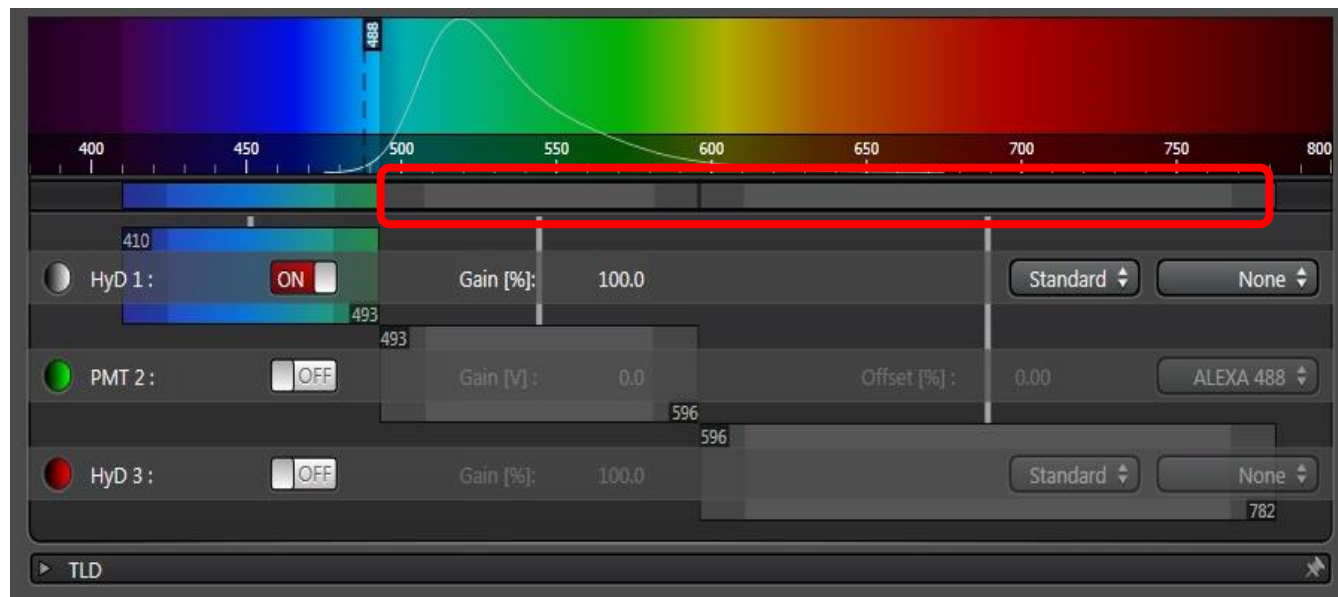 488
400 450 500 550 600 650 700 750 800
410
HyD 1 : ON Gain [%]: 100.0 Standard None
493
493
PMT 2 : OFF Gain [V] : 0.0 Offset [%] : 0.00 ALEXA 488
596
596
HyD 3 : OFF Gain [%]: 100.0 Standard None
782
TLD